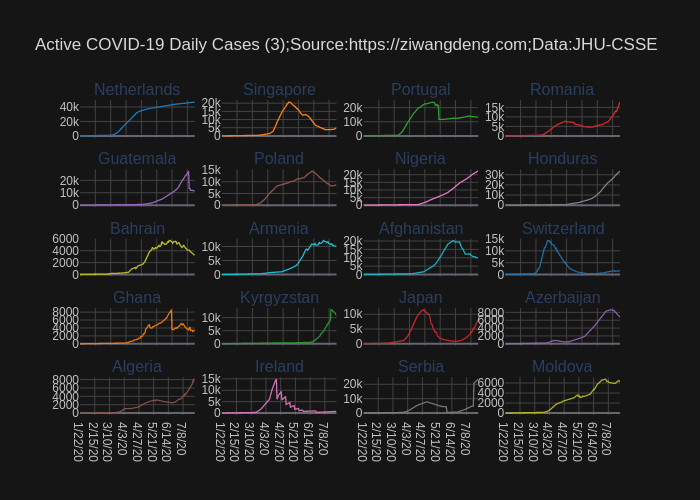 Active COVID-19 Daily Cases (3);Source:https://ziwangdeng.com;Data:JHU-CSSE
Netherlands Singapore Portugal Romania
40k 20k 0
20k 15k 10k 5k 0
20k 10k 0
15k 10k 5k 0
Guatemala Poland Nigeria Honduras
20k 10k 0
15k 10k 5k 0
20k 15k 10k 5k 0
30k 20k 10k 0
Bahrain Armenia Afghanistan Switzerland
6000 4000 2000 0
10k 5k 0
20k 15k 10k 5k 0
15k 10k 5k 0
Ghana Kyrgyzstan Japan Azerbaijan
8000 6000 4000 2000 0
10k 5k 0
10k 5k 0
8000 6000 4000 2000 0
Algeria Ireland Serbia Moldova
8000 6000 4000 2000 0
15k 10k 5k 0
20k 10k 0
6000 4000 2000 0
1/22/20 2/15/20 3/10/20 4/3/20 4/27/20 5/21/20 6/14/20 7/8/20
1/22/20 2/15/20 3/10/20 4/3/20 4/27/20 5/21/20 6/14/20 7/8/20
1/22/20 2/15/20 3/10/20 4/3/20 4/27/20 5/21/20 6/14/20 7/8/20
1/22/20 2/15/20 3/10/20 4/3/20 4/27/20 5/21/20 6/14/20 7/8/20